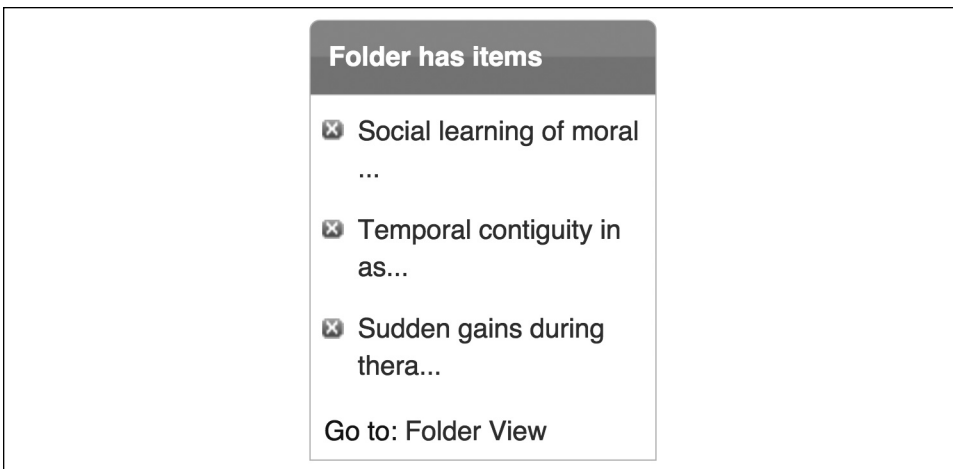 Folder has items
Social learning of moral
...
Temporal contiguity in
as...
Sudden gains during
thera...
Go to: Folder View